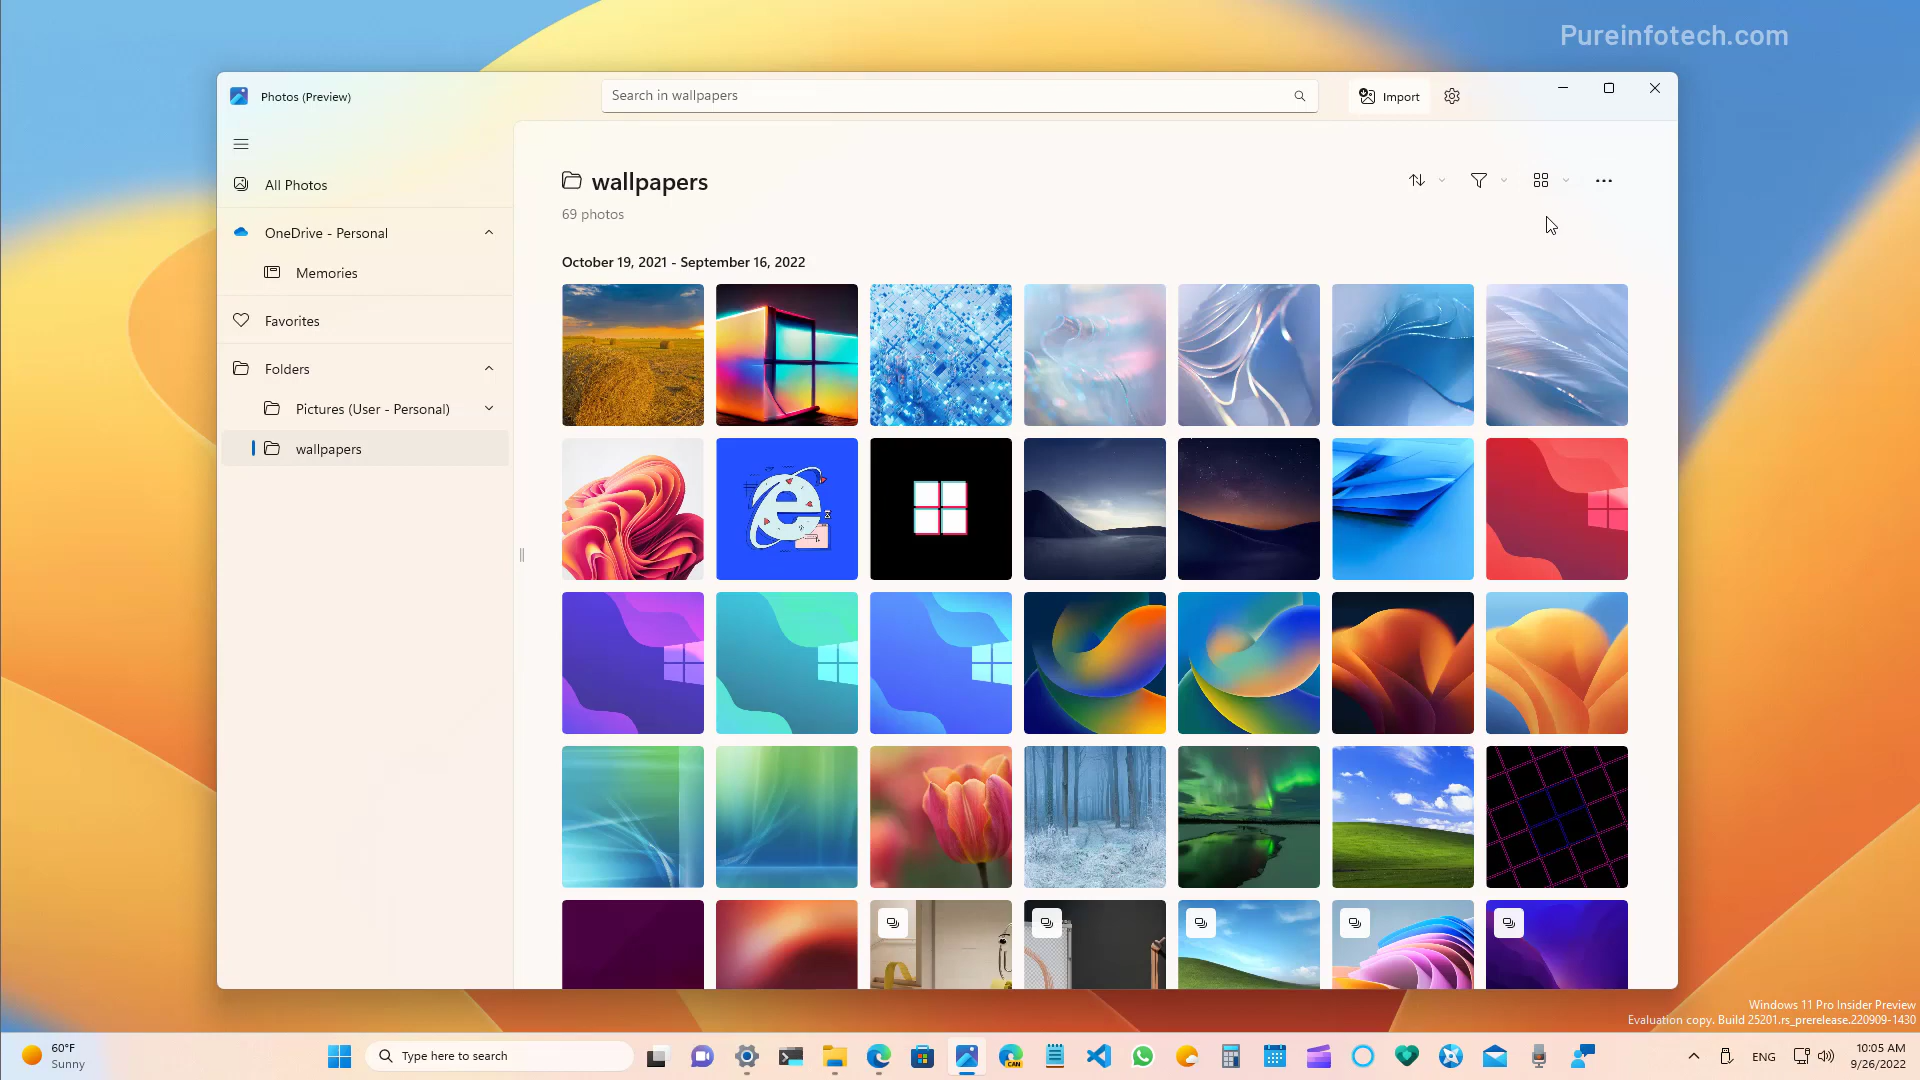 Pureinfotech.com
Photos (Preview)
Search in wallpapers
Import
All Photos
OneDrive - Personal
Memories
Favorites
Folders
Pictures (User - Personal)
wallpapers
wallpapers
69 photos
October 19, 2021 - September 16, 2022
Windows 11 Pro Insider Preview
Evaluation copy. Build 25201.rs_prerelease.220909-1430
60°F
Sunny
Type here to search
CAN
ENG
10:05 AM
9/26/2022